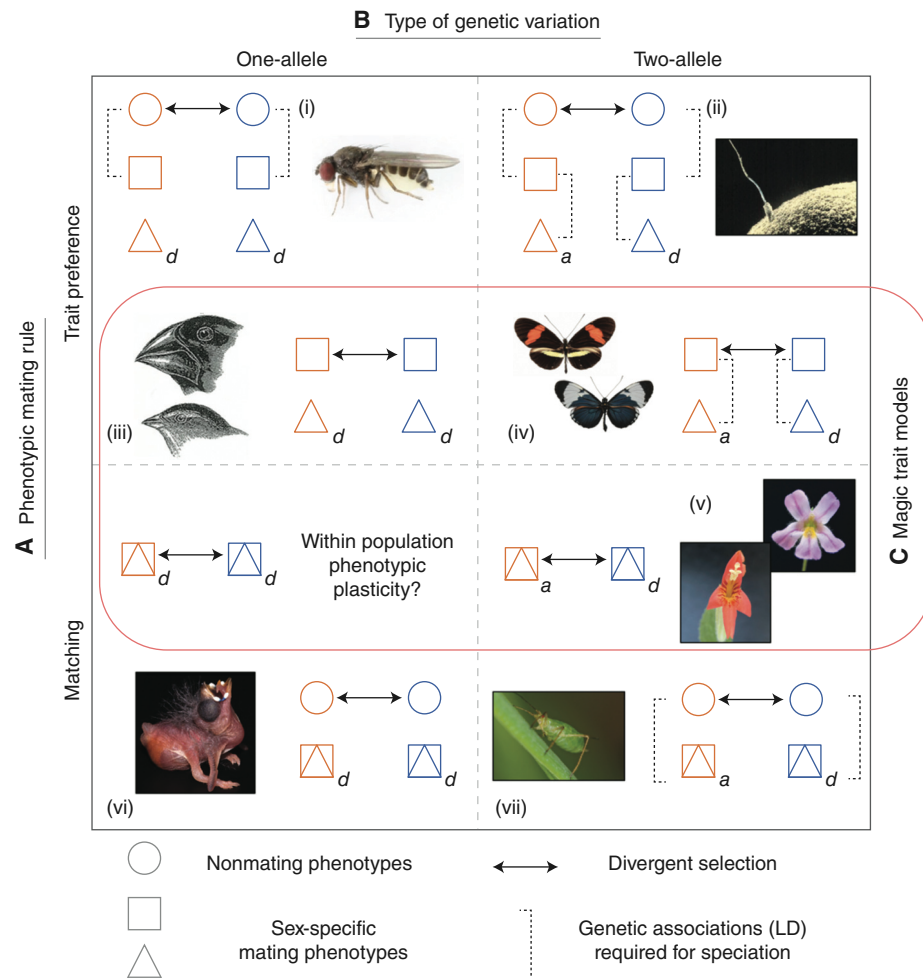 B Type of genetic variation
One-allele
Two-allele
A Phenotypic mating rule
Trait preference
Matching
C Magic trait models
(i)
d
d
(ii)
a
d
(iii)
d
d
(iv)
a
d
d
d
Within population
phenotypic
plasticity?
(v)
a
d
(vi)
d
d
(vii)
a
d
Nonmating phenotypes
Divergent selection
Sex-specific
mating phenotypes
Genetic associations (LD)
required for speciation